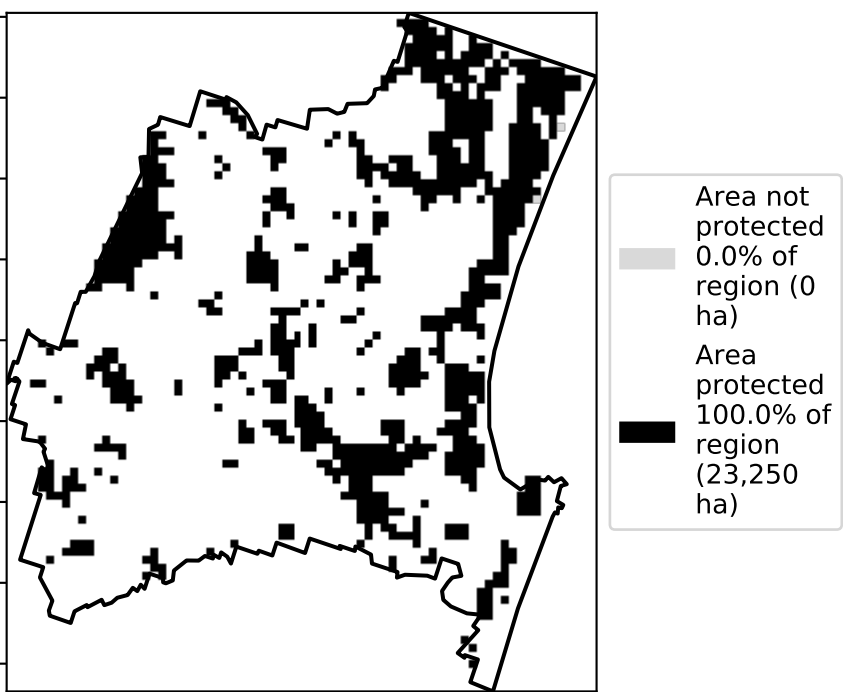 Area not
protected
0.0% of
region (0
ha)
Area
protected
100.0% of
region
(23,250
ha)